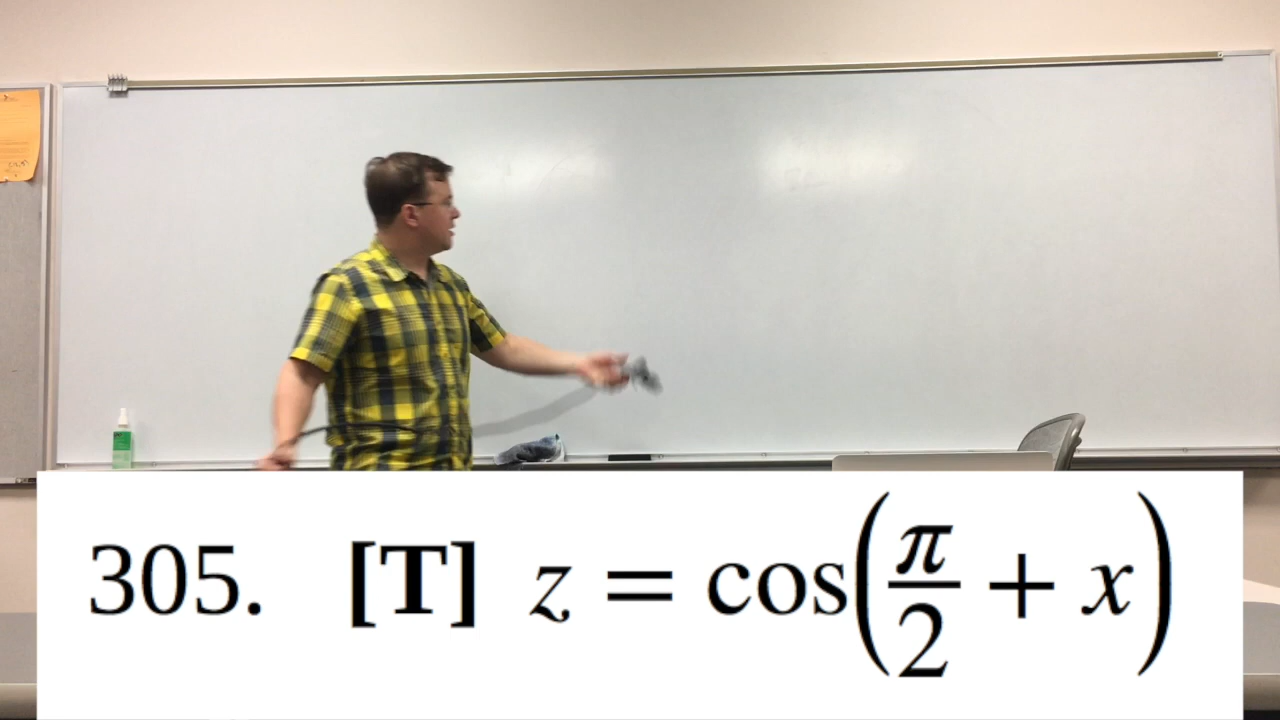 305. [T] z = cos(π/2 + x)